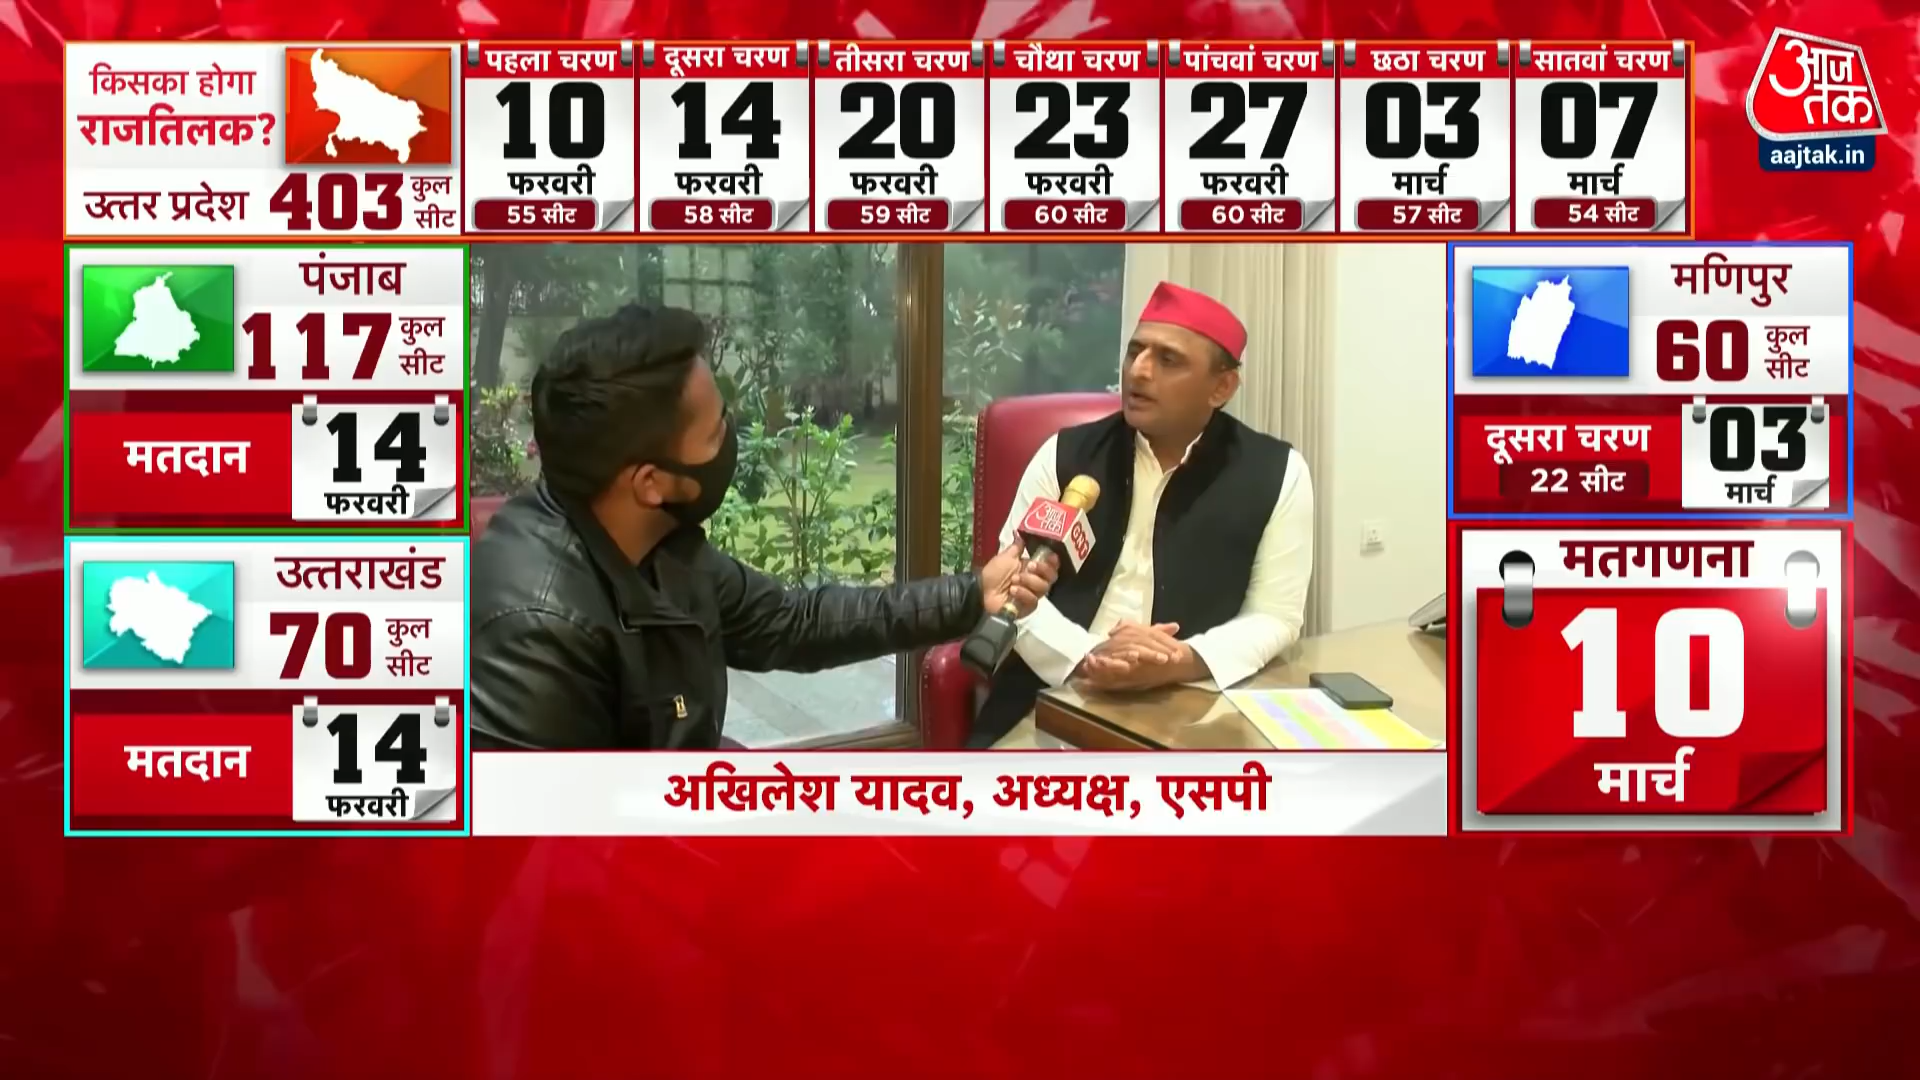 किसका होगा
राजतिलक?
उत्तर प्रदेश 403 कुल सीट
पहला चरण
10
फरवरी
55 सीट
दूसरा चरण
14
फरवरी
58 सीट
तीसरा चरण
20
फरवरी
59 सीट
चौथा चरण
23
फरवरी
60 सीट
पांचवां चरण
27
फरवरी
60 सीट
छठा चरण
03
मार्च
57 सीट
सातवां चरण
07
मार्च
54 सीट
आज
तक
aajtak.in
पंजाब
117 कुल सीट
मतदान
14
फरवरी
उत्तराखंड
70 कुल सीट
मतदान
14
फरवरी
आज
तक
GNT
अखिलेश यादव, अध्यक्ष, एसपी
मणिपुर
60 कुल सीट
दूसरा चरण
22 सीट
03
मार्च
मतगणना
10
मार्च